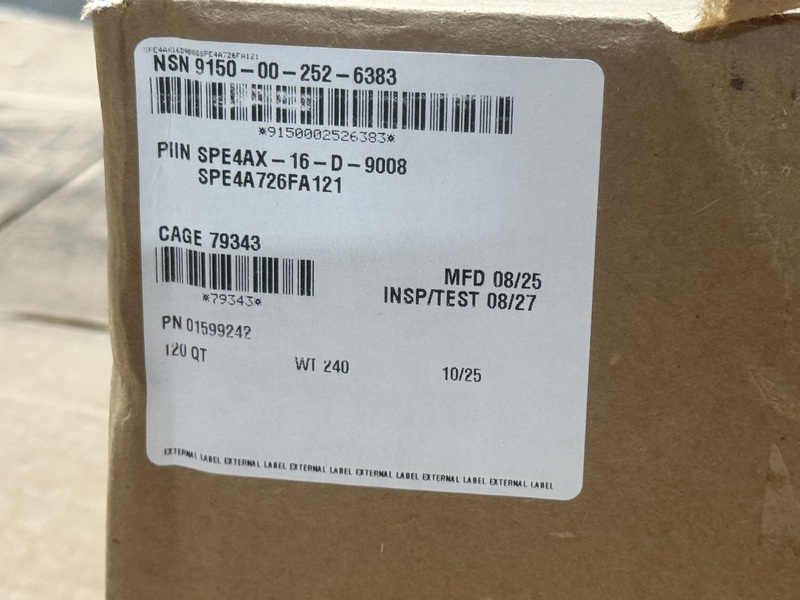 SPE4AX16D9008SPE4A726FA121
NSN 9150-00-252-6383
*9150002526383*
PIIN SPE4AX-16-D-9008
SPE4A726FA121
CAGE 79343
*79343*
MFD 08/25
INSP/TEST 08/27
PN 01599242
120 QT WT 240 10/25
EXTERNAL LABEL EXTERNAL LABEL EXTERNAL LABEL EXTERNAL LABEL EXTERNAL LABEL EXTERNAL LABEL